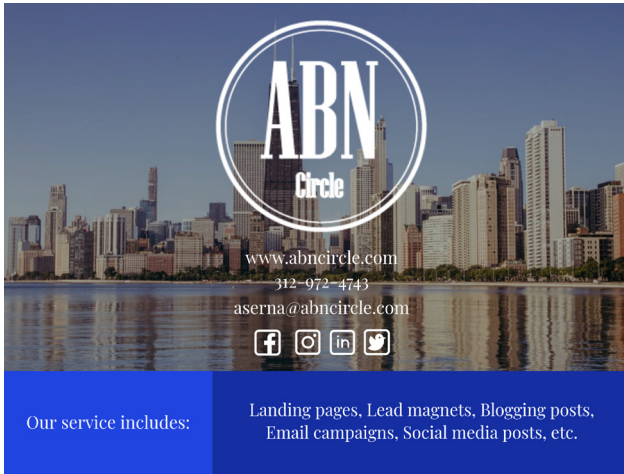 ABN
Circle
www.abncircle.com
312-972-4743
aserna@abncircle.com
Our service includes:
Landing pages, Lead magnets, Blogging posts,
Email campaigns, Social media posts, etc.